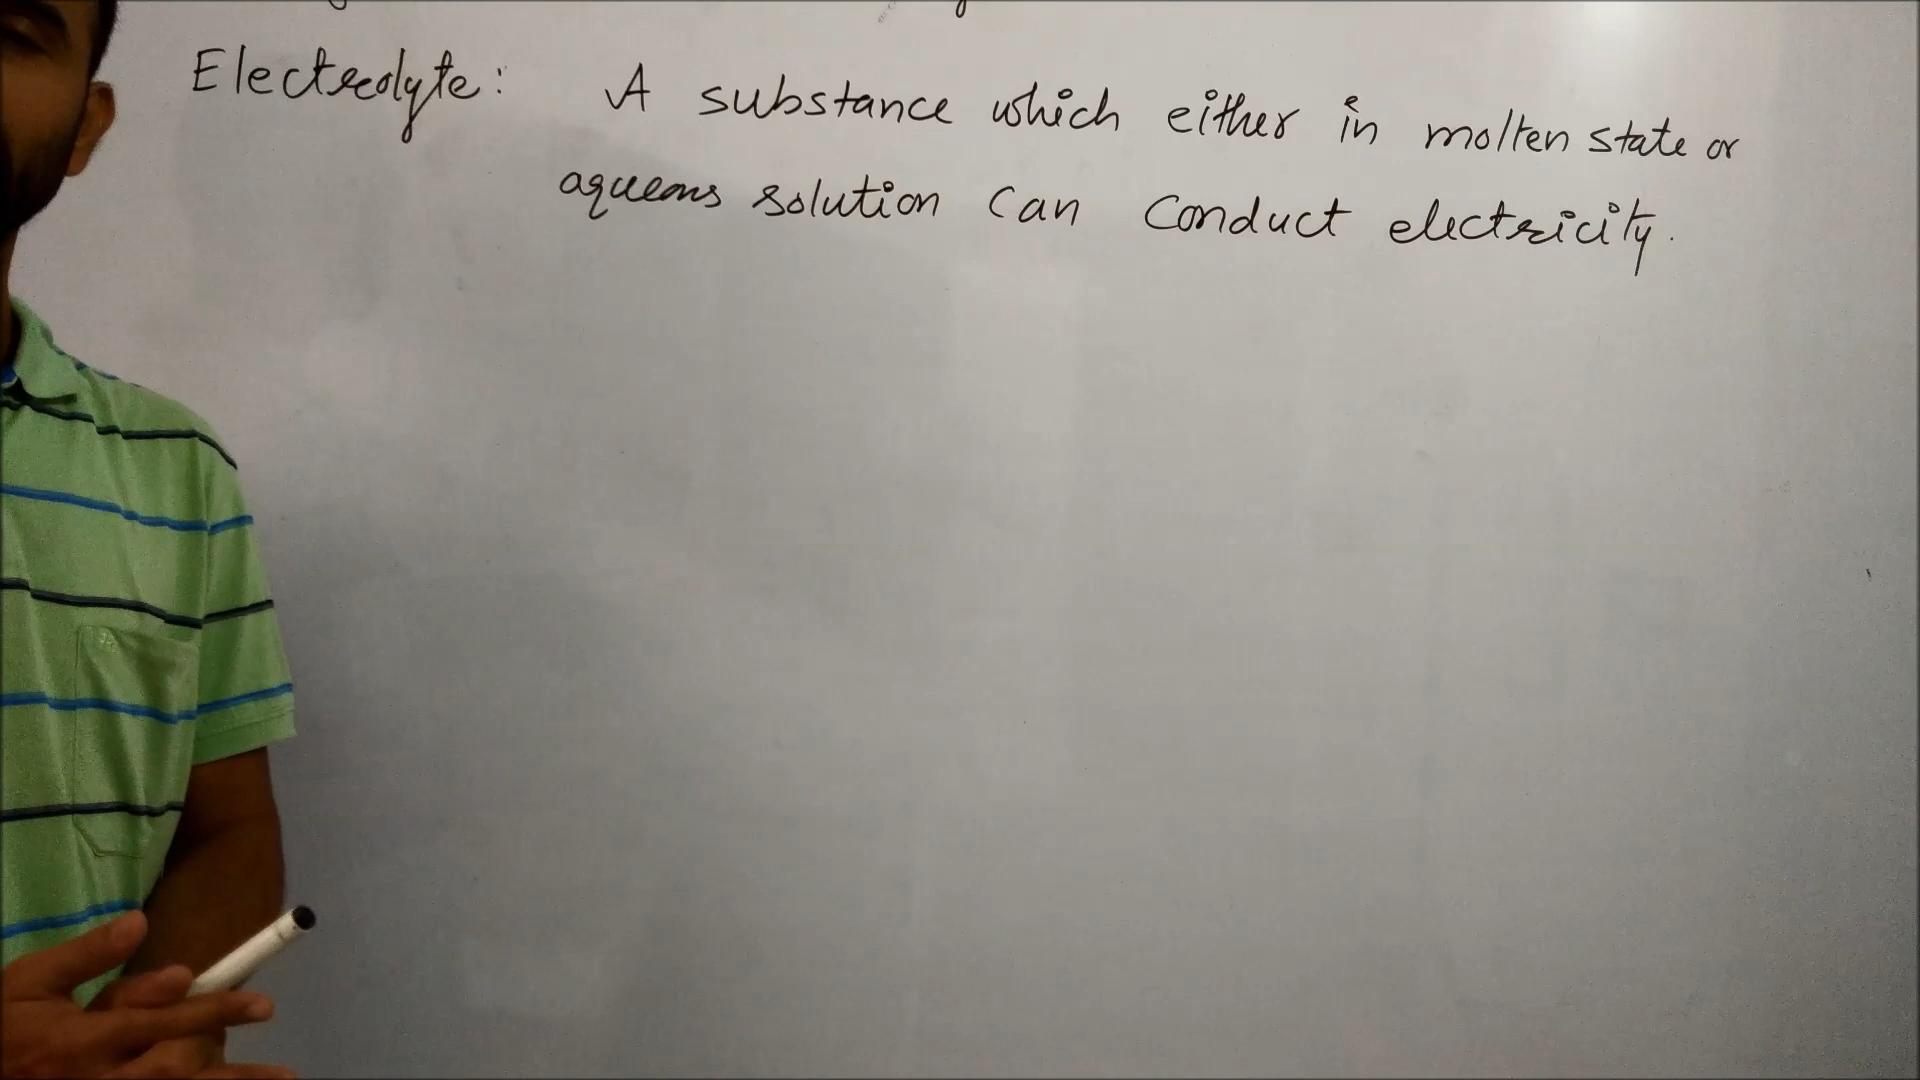 Electrolyte: A substance which either in molten state or
aqueous solution can conduct electricity.